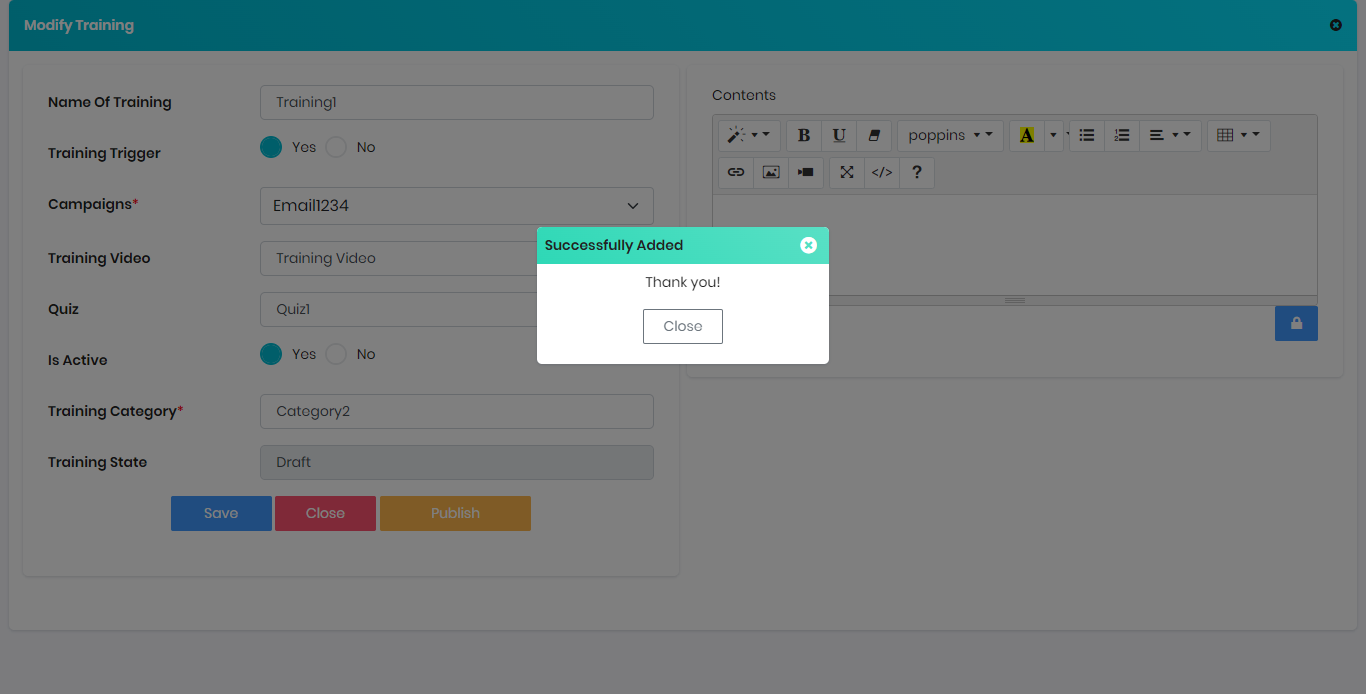 Modify Training
Name Of Training
Training1
Training Trigger
Yes
No
Campaigns*
Email1234
Training Video
Training Video
Quiz
Quiz1
Is Active
Yes
No
Training Category*
Category2
Training State
Draft
Save
Close
Publish
Contents
B
U
poppins
A
</>
?
Successfully Added
Thank you!
Close